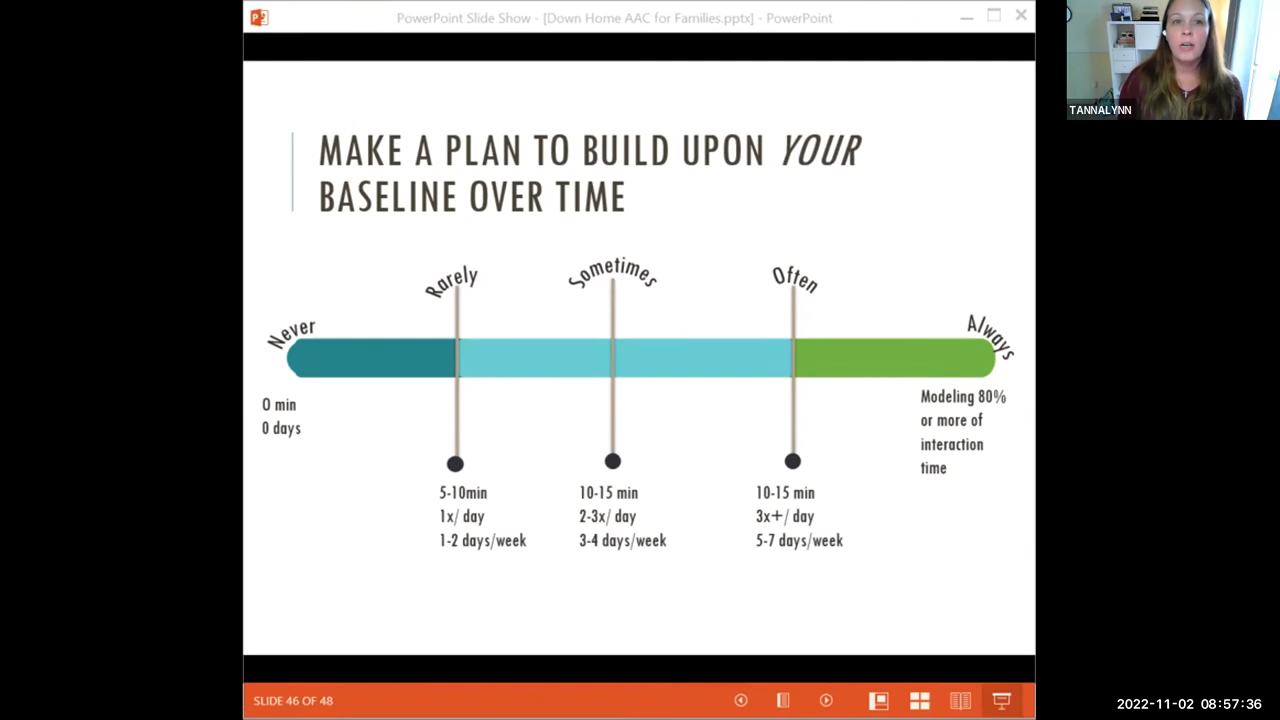 PowerPoint Slide Show - [Down Home AAC for Families.pptx] - PowerPoint
TANNALYNN
MAKE A PLAN TO BUILD UPON YOUR
BASELINE OVER TIME
Never
Rarely
Sometimes
Often
Always
0 min
0 days
5-10min
1x/ day
1-2 days/week
10-15 min
2-3x/ day
3-4 days/week
10-15 min
3x+/ day
5-7 days/week
Modeling 80%
or more of
interaction
time
SLIDE 46 OF 48
2022-11-02 08:57:36